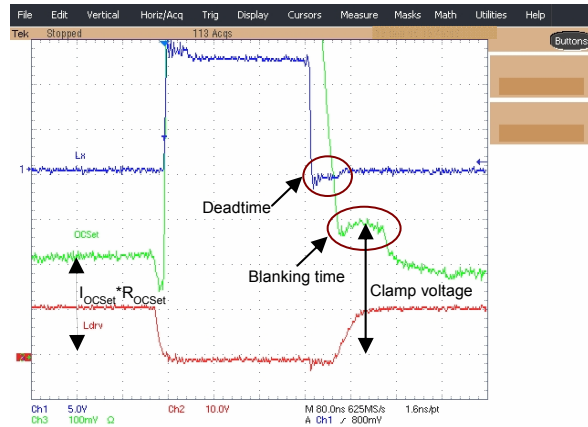 File Edit Vertical Horiz/Acq Trig Display Cursors Measure Masks Math Utilities Help
Tek Stopped 113 Acqs
Buttons
Lx
1
Deadtime
OCSet
Blanking time
Clamp voltage
I_OCSet*R_OCSet
Ldrv
Ch1 5.0V Ch2 10.0V M 80.0ns 625MS/s 1.6ns/pt
Ch3 100mV Ω A Ch1 ∫ 800mV